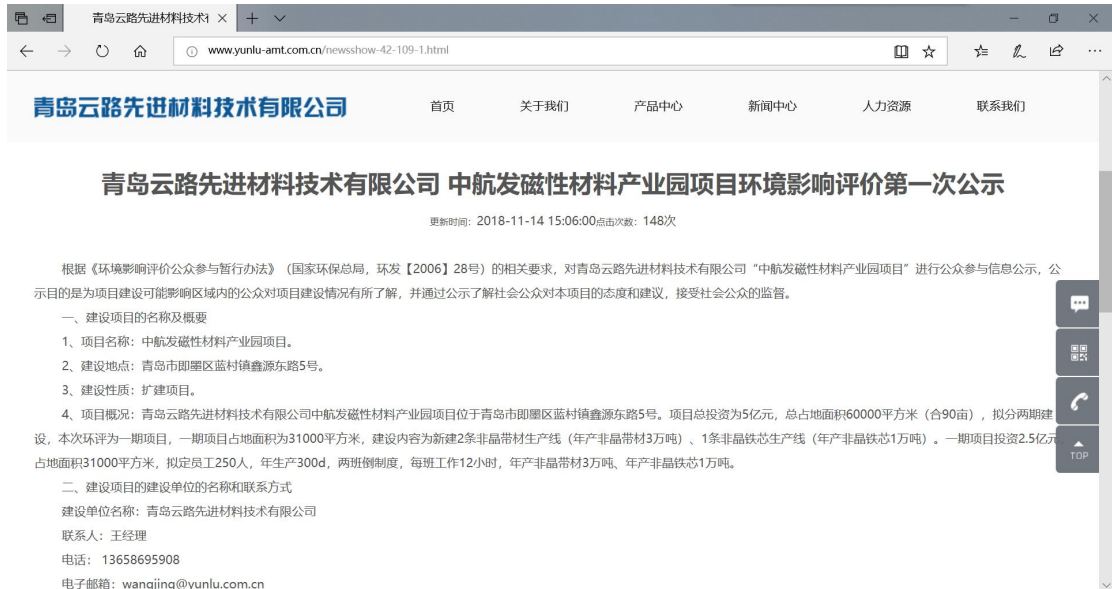 青岛云路先进材料技术
www.yunlu-amt.com.cn/newsshow-42-109-1.html
青岛云路先进材料技术有限公司 首页 关于我们 产品中心 新闻中心 人力资源 联系我们
青岛云路先进材料技术有限公司 中航发磁性材料产业园项目环境影响评价第一次公示
更新时间：2018-11-14 15:06:00点击次数：148次
根据《环境影响评价公众参与暂行办法》（国家环保总局，环发【2006】28号）的相关要求，对青岛云路先进材料技术有限公司“中航发磁性材料产业园项目”进行公众参与信息公示，公
示目的是为项目建设可能影响区域内的公众对项目建设情况有所了解，并通过公示了解社会公众对本项目的态度和建议，接受社会公众的监督。
一、建设项目的名称及概要
1、项目名称：中航发磁性材料产业园项目。
2、建设地点：青岛市即墨区蓝村镇鑫源东路5号。
3、建设性质：扩建项目。
4、项目概况：青岛云路先进材料技术有限公司中航发磁性材料产业园项目位于青岛市即墨区蓝村镇鑫源东路5号。项目总投资为5亿元，总占地面积60000平方米（合90亩），拟分两期建
设，本次环评为一期项目，一期项目占地面积为31000平方米，建设内容为新建2条非晶带材生产线（年产非晶带材3万吨）、1条非晶铁芯生产线（年产非晶铁芯1万吨）。一期项目投资2.5亿元
占地面积31000平方米，拟定员工250人，年生产300d，两班倒制度，每班工作12小时，年产非晶带材3万吨、年产非晶铁芯1万吨。
TOP
二、建设项目的建设单位的名称和联系方式
建设单位名称：青岛云路先进材料技术有限公司
联系人：王经理
电话： 13658695908
电子邮箱：wangjing@yunlu.com.cn